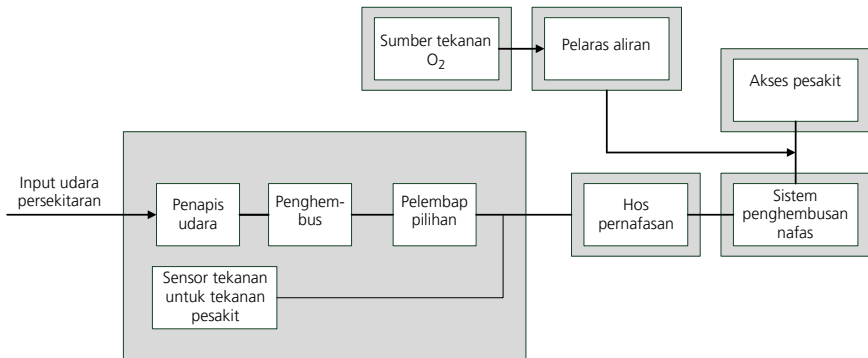 Sumber tekanan
O2
Pelaras aliran
Akses pesakit
Input udara
persekitaran
Penapis
udara
Penghem-
bus
Pelembap
pilihan
Hos
pernafasan
Sistem
penghembusan
nafas
Sensor tekanan
untuk tekanan
pesakit